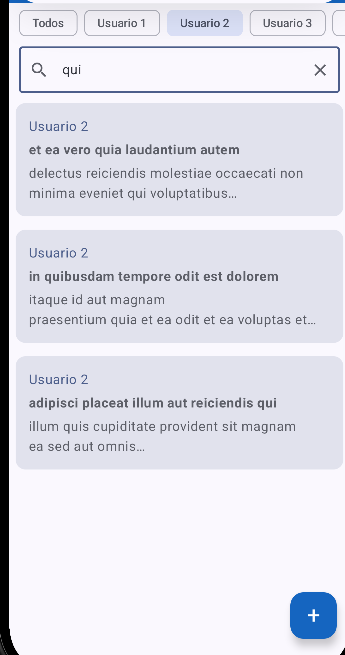 Todos Usuario 1 Usuario 2 Usuario 3
qui
Usuario 2
et ea vero quia laudantium autem
delectus reiciendis molestiae occaecati non
minima eveniet qui voluptatibus…
Usuario 2
in quibusdam tempore odit est dolorem
itaque id aut magnam
praesentium quia et ea odit et ea voluptas et…
Usuario 2
adipisci placeat illum aut reiciendis qui
illum quis cupiditate provident sit magnam
ea sed aut omnis…
+